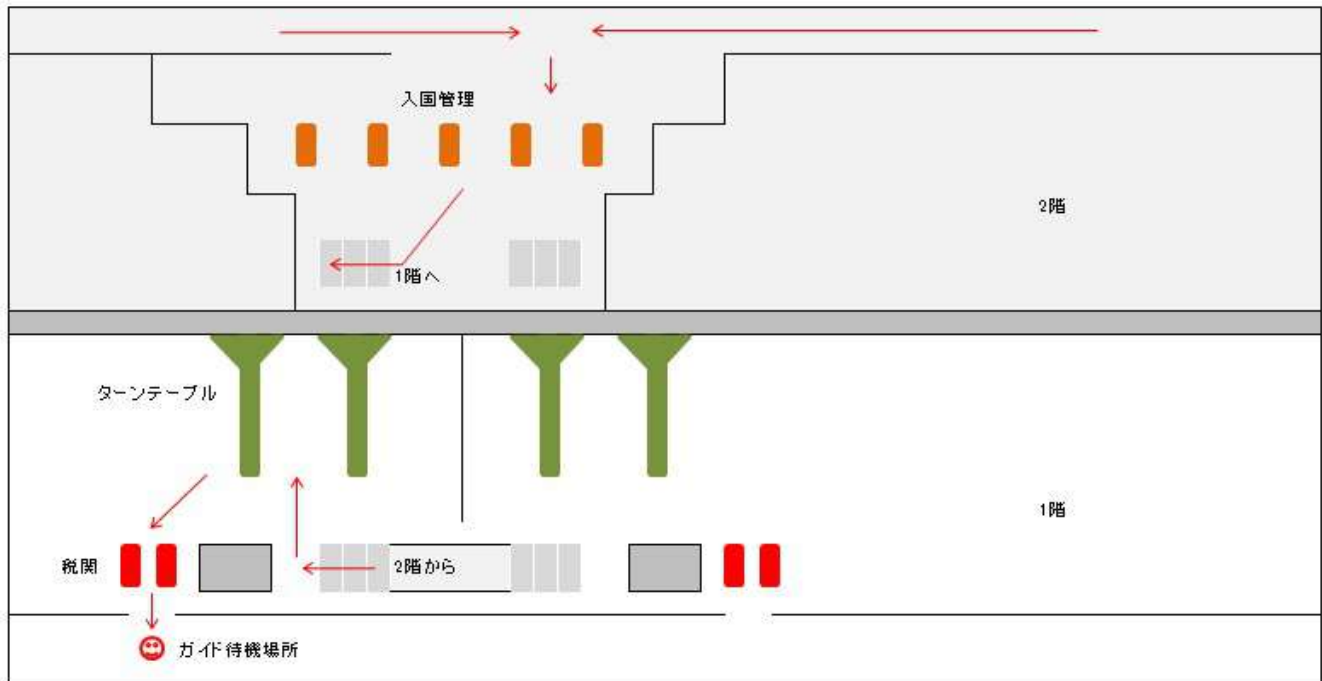 入国管理
2階
1階へ
ターンテーブル
1階
税関
2階から
ガイド待機場所